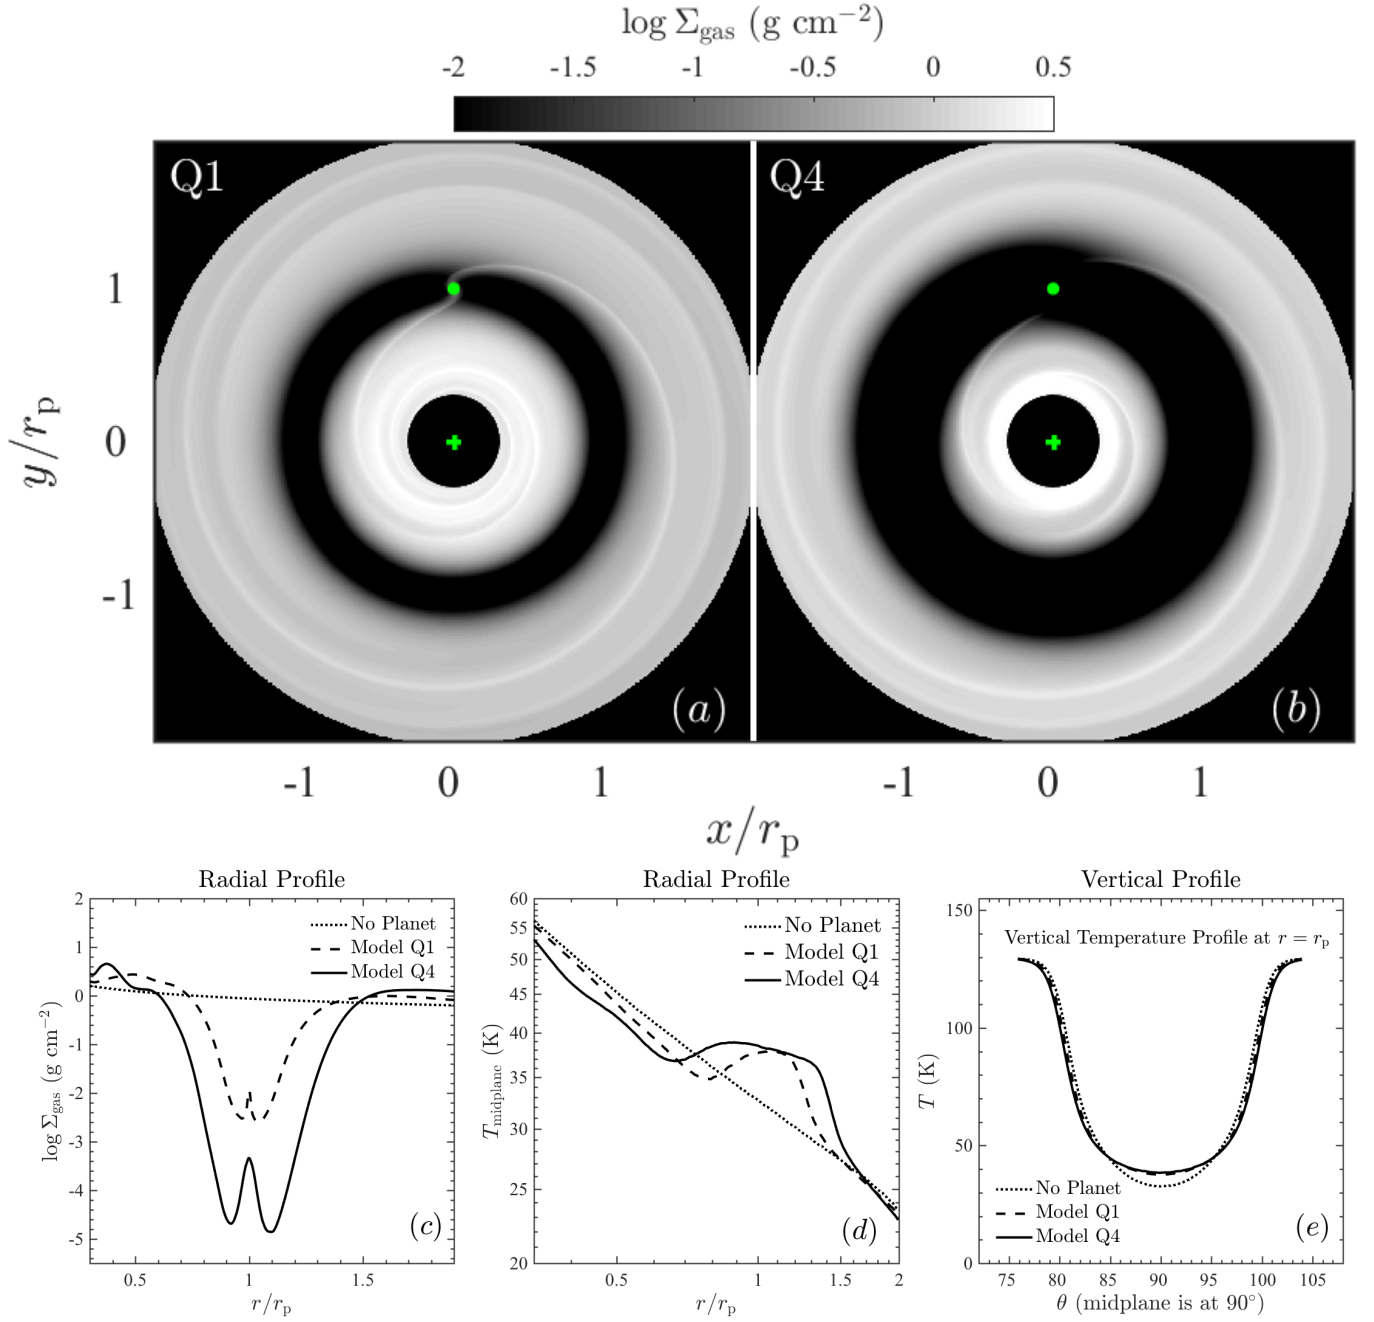 log Σgas (g cm−2)
-2 -1.5 -1 -0.5 0 0.5
Q1 Q4
1
0
-1
y/rp
(a) (b)
-1 0 1 -1 0 1
x/rp
Radial Profile
2
1
0
-1
-2
-3
-4
-5
log Σgas (g cm−2)
No Planet
Model Q1
Model Q4
(c)
0.5 1 1.5
r/rp
Radial Profile
60
55
50
45
40
35
30
25
20
Tmidplane (K)
No Planet
Model Q1
Model Q4
(d)
0.5 1 1.5 2
r/rp
Vertical Profile
150
100
50
0
T (K)
Vertical Temperature Profile at r = rp
No Planet
Model Q1
Model Q4
(e)
75 80 85 90 95 100 105
θ (midplane is at 90°)